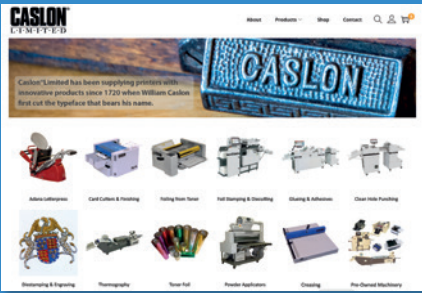 CASLON
L·I·M·I·T·E·D
About Products Shop Contact
CASLON
Caslon Limited has been supplying printers with
innovative products since 1720 when William Caslon
first cut the typeface that bears his name.
Adana Letterpress Card Cutters & Finishing Foiling from Toner Foil Stamping & Diecutting Glueing & Adhesives Clean Hole Punching
Diestamping & Engraving Thermography Toner Foil Powder Applicators Creasing Pre-Owned Machinery